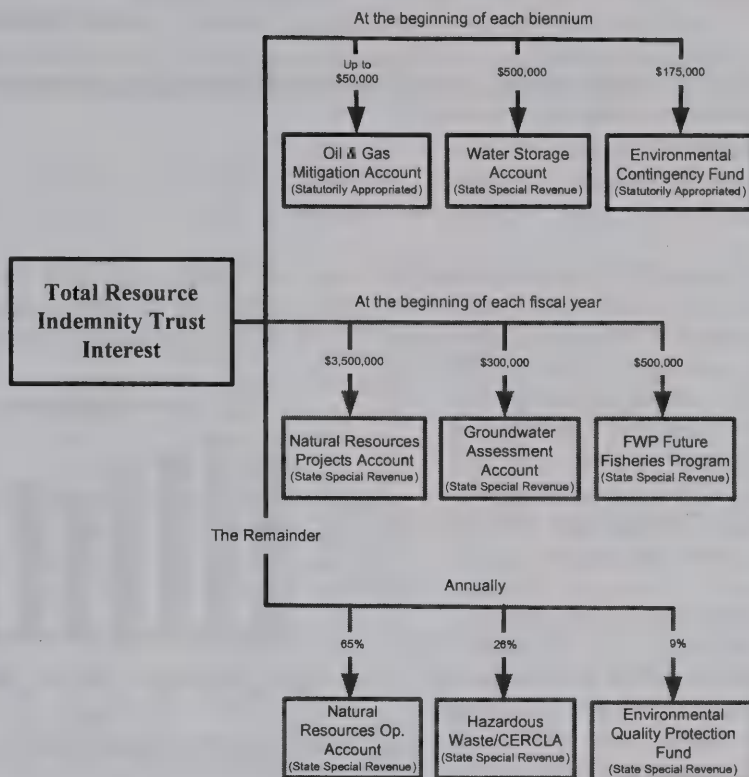 At the beginning of each biennium
Up to
$50,000
$500,000
$175,000
Oil & Gas
Mitigation Account
(Statutorily Appropriated)
Water Storage
Account
(State Special Revenue)
Environmental
Contingency Fund
(Statutorily Appropriated)
Total Resource
Indemnity Trust
Interest
At the beginning of each fiscal year
$3,500,000
$300,000
$500,000
Natural Resources
Projects Account
(State Special Revenue)
Groundwater
Assessment
Account
(State Special Revenue)
FWP Future
Fisheries Program
(State Special Revenue)
The Remainder
Annually
65%
26%
9%
Natural
Resources Op.
Account
(State Special Revenue)
Hazardous
Waste/CERCLA
(State Special Revenue)
Environmental
Quality Protection
Fund
(State Special Revenue)